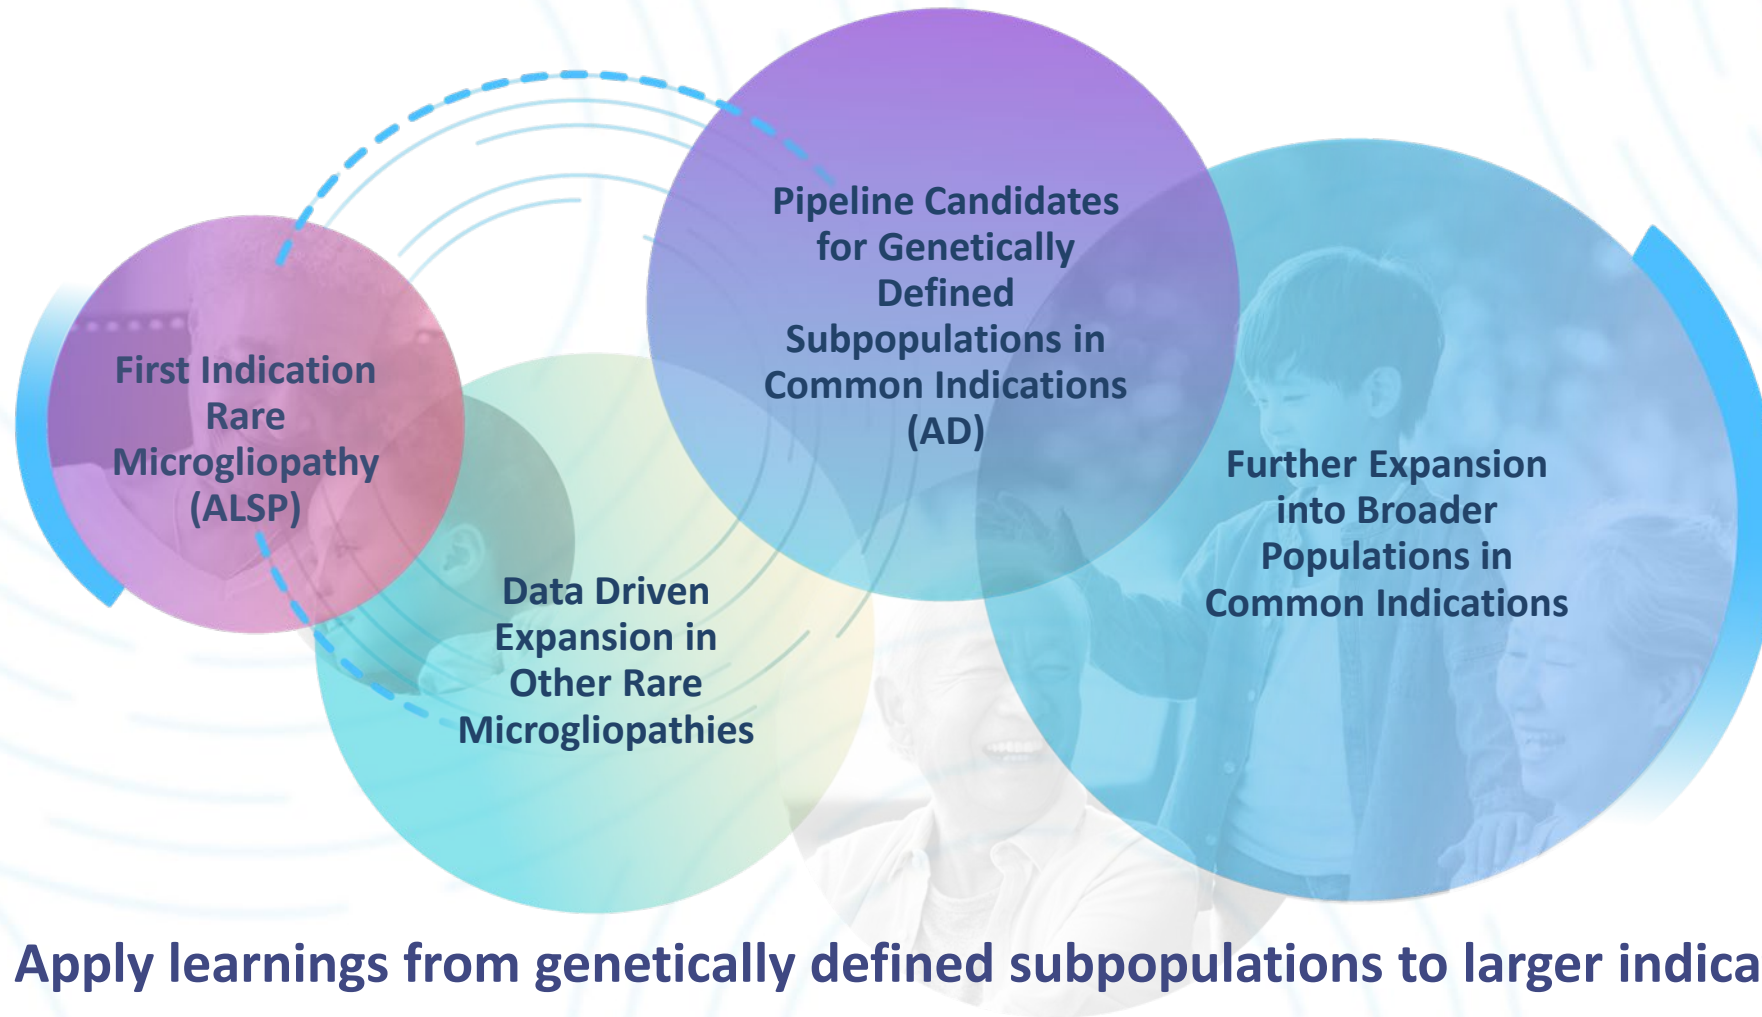 First Indication
Rare
Microgliopathy
(ALSP)
Data Driven
Expansion in
Other Rare
Microgliopathies
Pipeline Candidates
for Genetically
Defined
Subpopulations in
Common Indications
(AD)
Further Expansion
into Broader
Populations in
Common Indications
Apply learnings from genetically defined subpopulations to larger indica